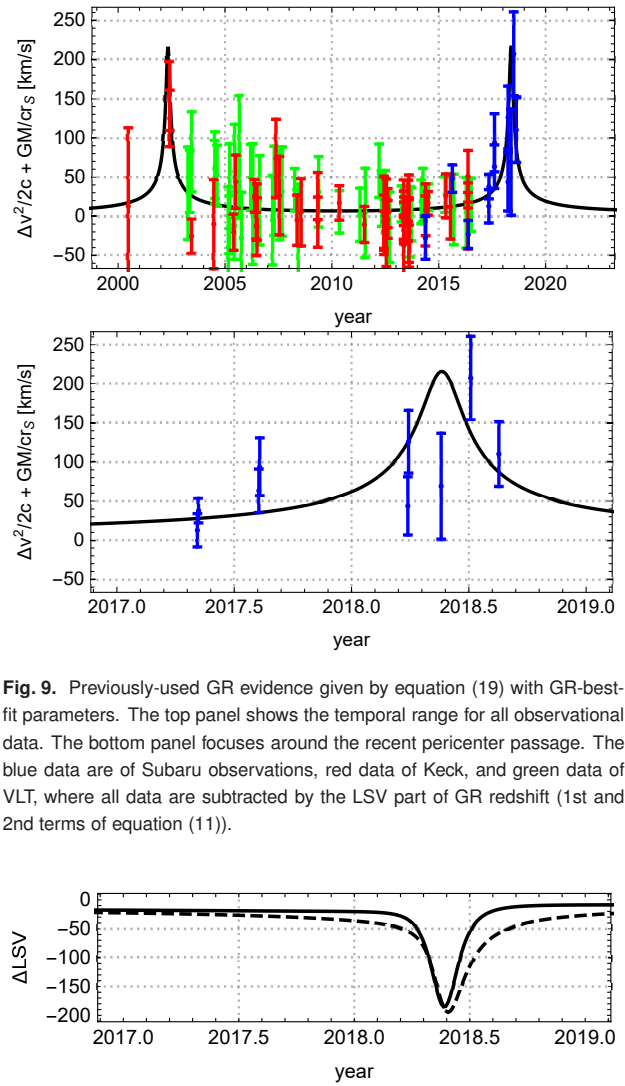 250
200
150
100
50
0
−50
Δv²/2c + GM/cr_S [km/s]
2000 2005 2010 2015 2020
year
250
200
150
100
50
0
−50
Δv²/2c + GM/cr_S [km/s]
2017.0 2017.5 2018.0 2018.5 2019.0
year
Fig. 9. Previously-used GR evidence given by equation (19) with GR-best-
fit parameters. The top panel shows the temporal range for all observational
data. The bottom panel focuses around the recent pericenter passage. The
blue data are of Subaru observations, red data of Keck, and green data of
VLT, where all data are subtracted by the LSV part of GR redshift (1st and
2nd terms of equation (11)).
0
−50
−100
−150
−200
ΔLSV
2017.0 2017.5 2018.0 2018.5 2019.0
year